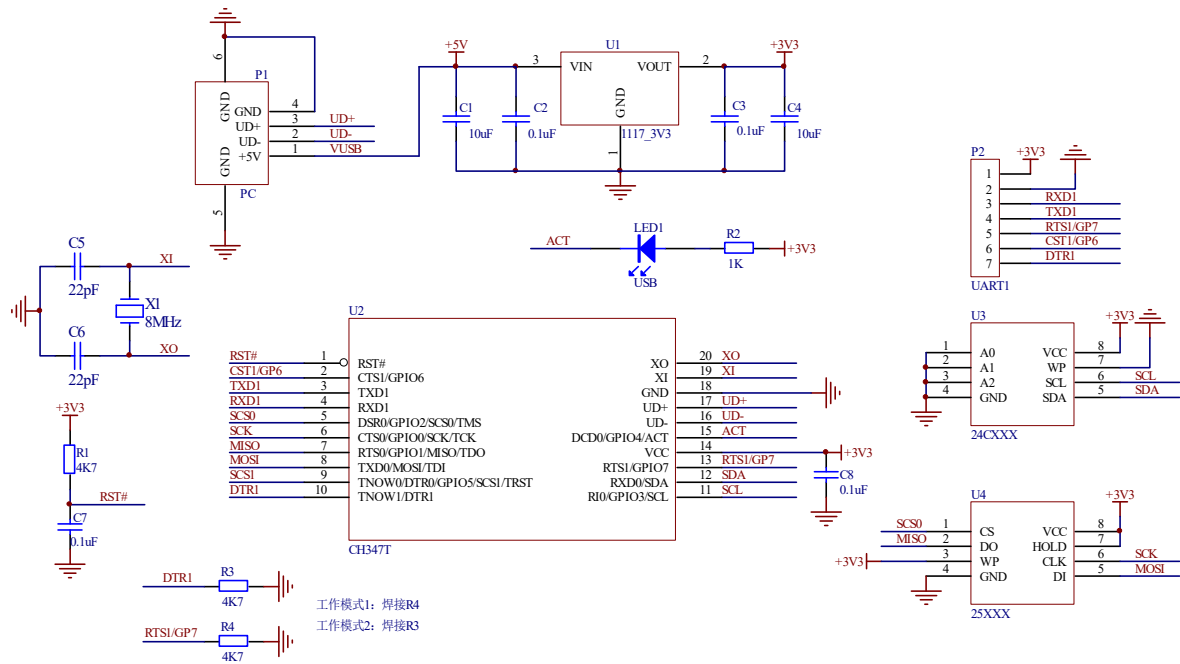 6
P1
GND
GND
4
GND
UD+
3
UD+
UD-
2
UD-
+5V
1
VUSB
PC
5
+5V
U1
+3V3
3
VIN
VOUT
2
GND
1
1117_3V3
C1
10uF
C2
0.1uF
C3
0.1uF
C4
10uF
P2
+3V3
1
2
3
RXD1
4
TXD1
5
RTS1/GP7
6
CST1/GP6
7
DTR1
UART1
ACT
LED1
USB
R2
1K
+3V3
C5
22pF
XI
X1
8MHz
C6
22pF
XO
+3V3
R1
4K7
RST#
C7
0.1uF
U2
RST#
1
RST#
CST1/GP6
2
CTS1/GPIO6
TXD1
3
TXD1
RXD1
4
RXD1
SCS0
5
DSR0/GPIO2/SCS0/TMS
SCK
6
CTS0/GPIO0/SCK/TCK
MISO
7
RTS0/GPIO1/MISO/TDO
MOSI
8
TXD0/MOSI/TDI
SCS1
9
TNOW0/DTR0/GPIO5/SCS1/TRST
DTR1
10
TNOW1/DTR1
XO
20
XO
XI
19
XI
GND
18
UD+
17
UD+
UD-
16
UD-
DCD0/GPIO4/ACT
15
ACT
VCC
14
+3V3
RTS1/GPIO7
13
RTS1/GP7
RXD0/SDA
12
SDA
RI0/GPIO3/SCL
11
SCL
CH347T
C8
0.1uF
U3
+3V3
1
A0
VCC
8
2
A1
WP
7
3
A2
SCL
6
SCL
4
GND
SDA
5
SDA
24CXXX
U4
+3V3
SCS0
1
CS
VCC
8
MISO
2
DO
HOLD
7
+3V3
3
WP
CLK
6
SCK
4
GND
DI
5
MOSI
25XXX
DTR1
R3
4K7
RTS1/GP7
R4
4K7
工作模式1：焊接R4
工作模式2：焊接R3